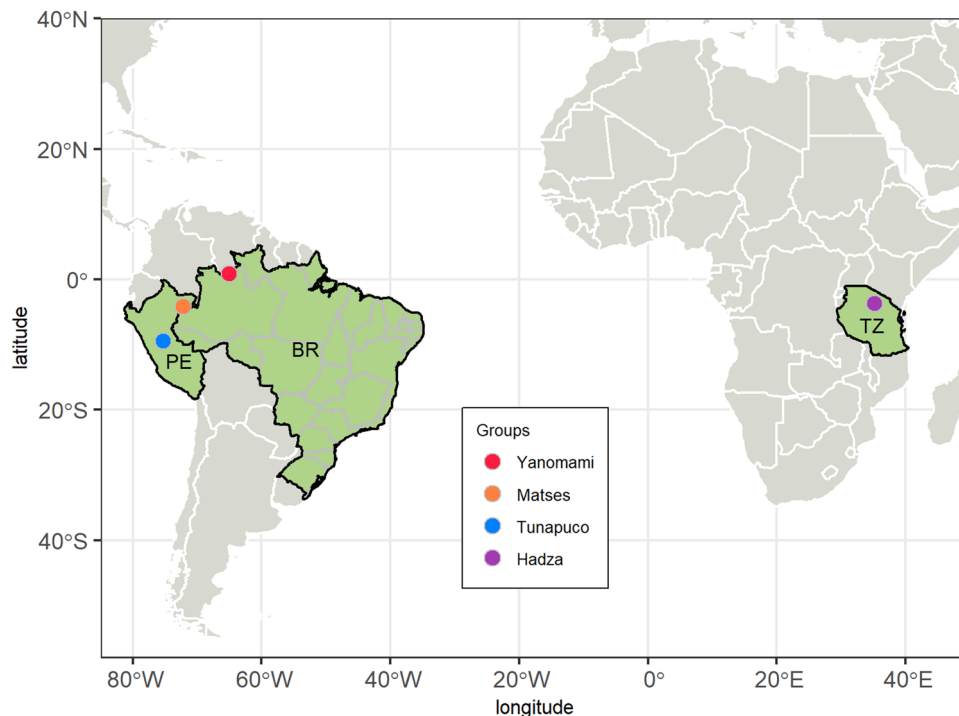 40°N
20°N
0°
20°S
40°S
latitude
PE
BR
TZ
Groups
Yanomami
Matses
Tunapuco
Hadza
80°W
60°W
40°W
20°W
0°
20°E
40°E
longitude